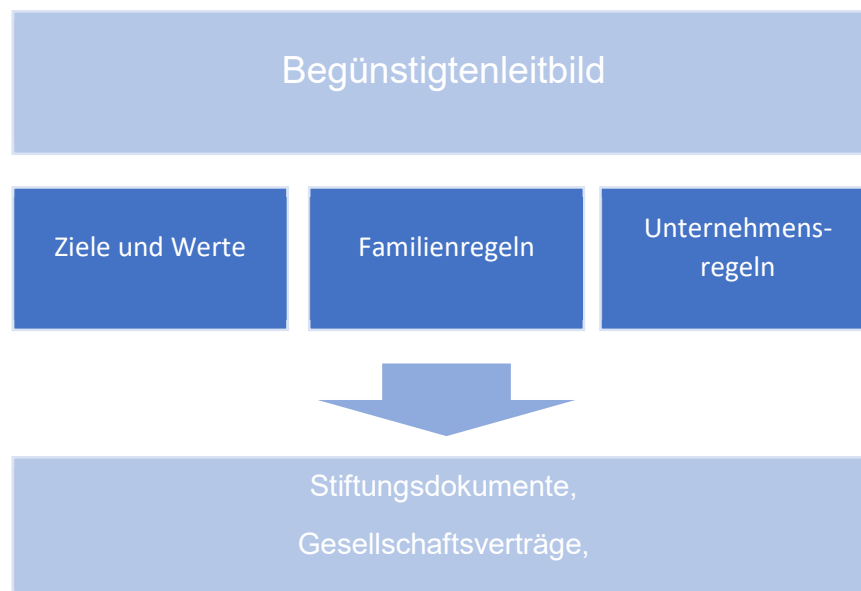 Begünstigtenleitbild
Ziele und Werte
Familienregeln
Unternehmens-
regeln
Stiftungsdokumente,
Gesellschaftsverträge,